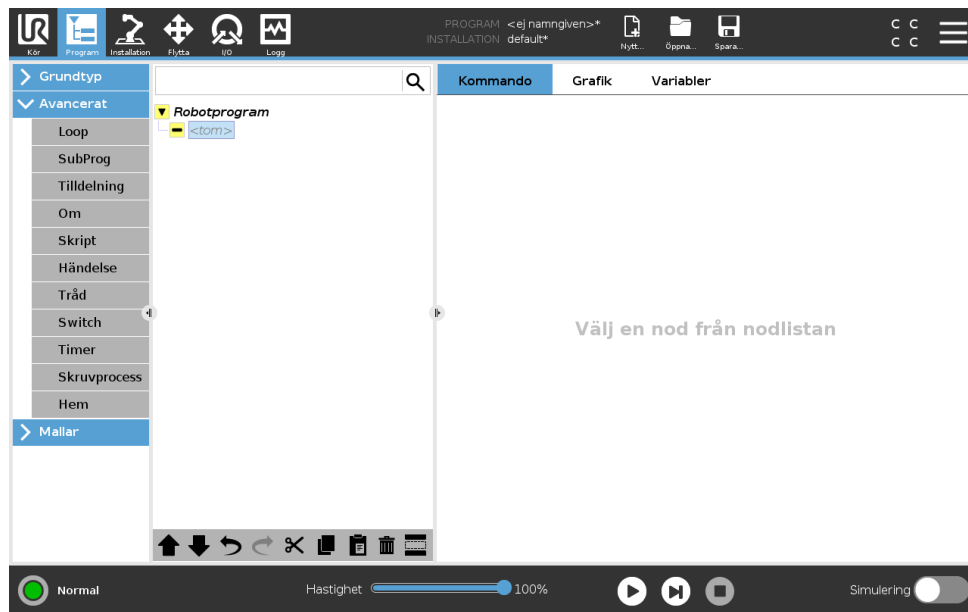 PROGRAM <ej namngiven>*
INSTALLATION default*
UR
Kör
Program
Installation
Flytta
I/O
Logg
Nytt...
Öppna...
Spara...
C C
C C
Grundtyp
Avancerat
Loop
SubProg
Tilldelning
Om
Skript
Händelse
Tråd
Switch
Timer
Skruvprocess
Hem
Mallar
Robotprogram
<tom>
Kommando Grafik Variabler
Välj en nod från nodlistan
Normal
Hastighet 100%
Simulering